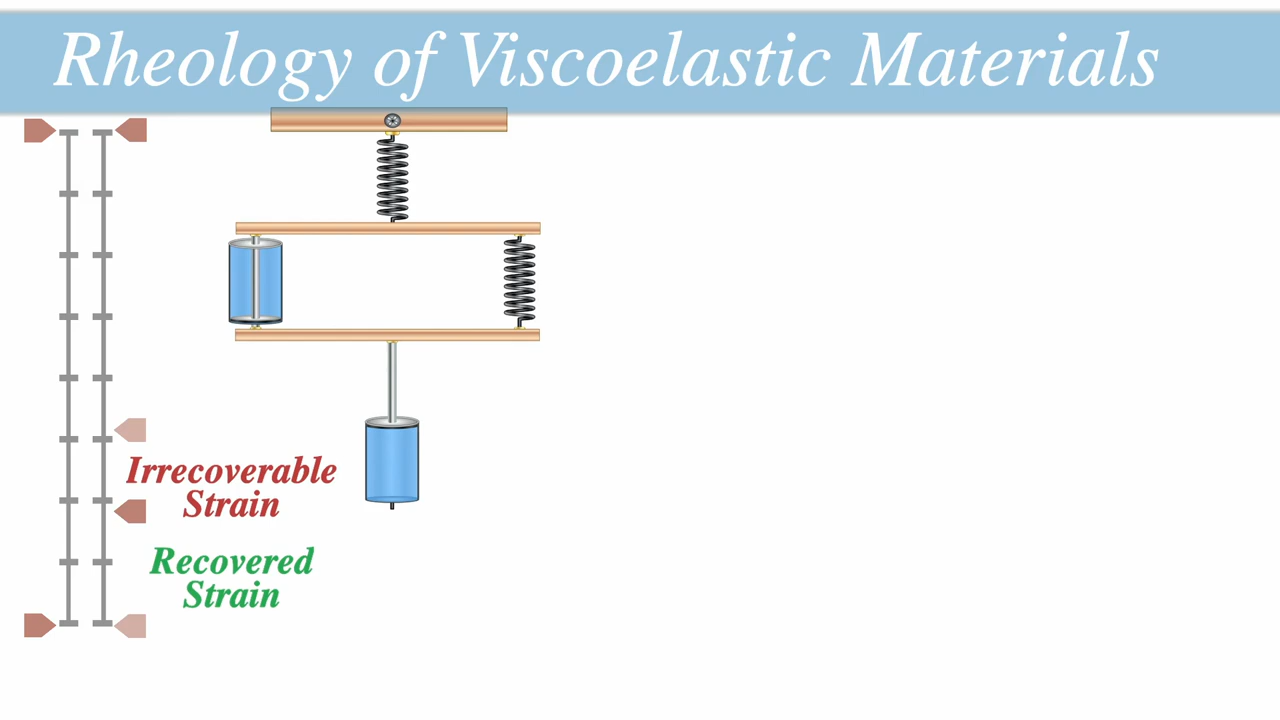 Rheology of Viscoelastic Materials
Irrecoverable
Strain
Recovered
Strain